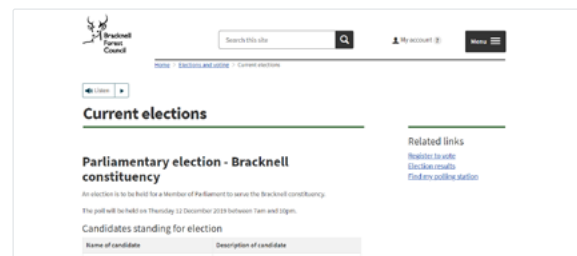 Bracknell
Forest
Council
Search this site
My account
Menu
Home > Elections and voting > Current elections
Listen
Current elections
Related links
Register to vote
Election results
Find my polling station
Parliamentary election - Bracknell
constituency
An election is to be held for a Member of Parliament to serve the Bracknell constituency.
The poll will be held on Thursday 12 December 2019 between 7am and 10pm.
Candidates standing for election
Name of candidate Description of candidate